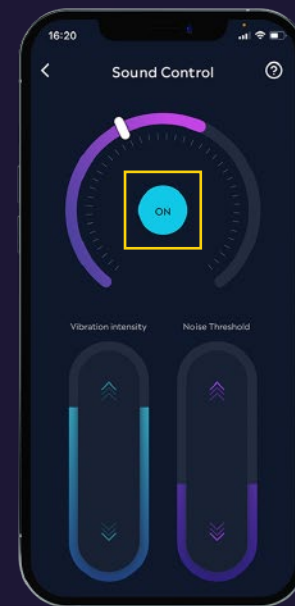 16:20
Sound Control
ON
Vibration intensity
Noise Threshold